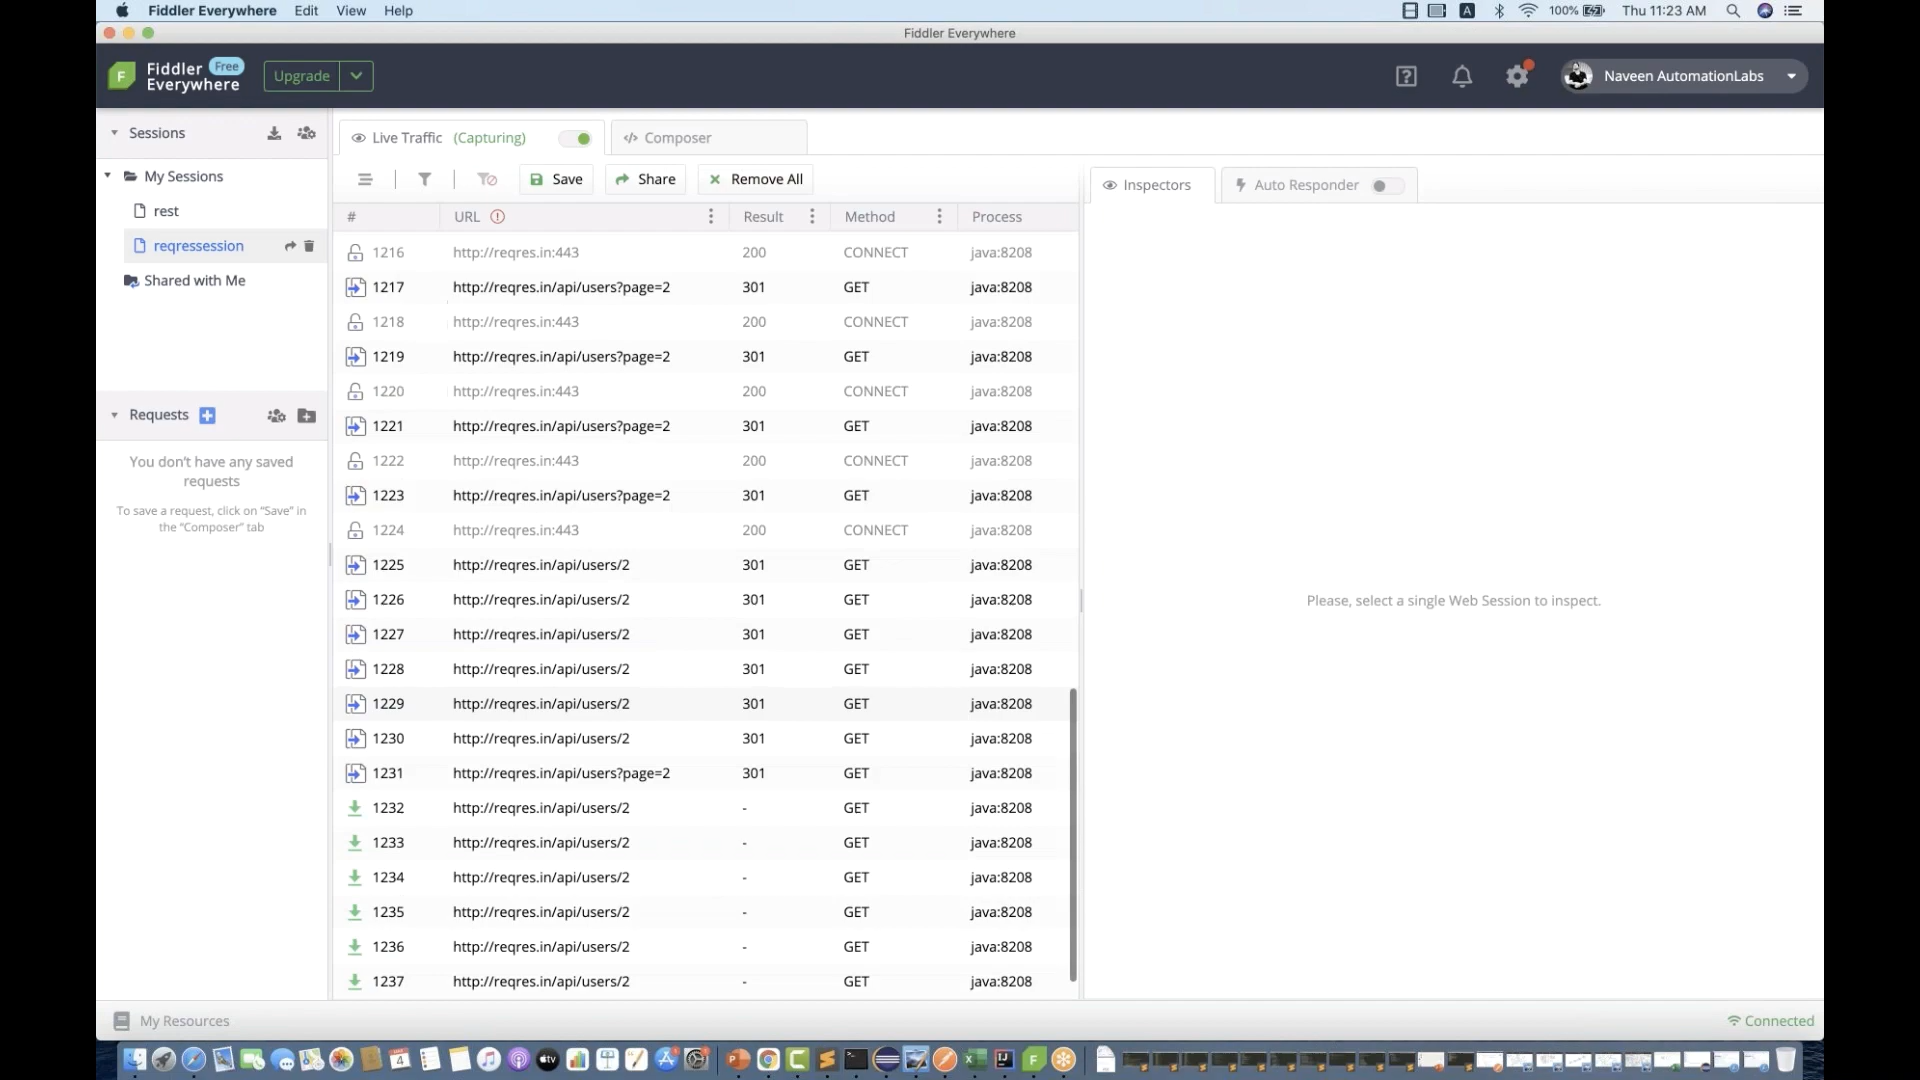 Fiddler Everywhere Edit View Help 100% Thu 11:23 AM
Fiddler Everywhere
Fiddler Everywhere Free Upgrade Naveen AutomationLabs
Sessions
My Sessions
rest
reqressession
Shared with Me
Requests
You don't have any saved
requests
To save a request, click on "Save" in
the "Composer" tab
Live Traffic (Capturing) Composer
Save Share Remove All
# URL Result Method Process
1216 http://reqres.in:443 200 CONNECT java:8208
1217 http://reqres.in/api/users?page=2 301 GET java:8208
1218 http://reqres.in:443 200 CONNECT java:8208
1219 http://reqres.in/api/users?page=2 301 GET java:8208
1220 http://reqres.in:443 200 CONNECT java:8208
1221 http://reqres.in/api/users?page=2 301 GET java:8208
1222 http://reqres.in:443 200 CONNECT java:8208
1223 http://reqres.in/api/users?page=2 301 GET java:8208
1224 http://reqres.in:443 200 CONNECT java:8208
1225 http://reqres.in/api/users/2 301 GET java:8208
1226 http://reqres.in/api/users/2 301 GET java:8208
1227 http://reqres.in/api/users/2 301 GET java:8208
1228 http://reqres.in/api/users/2 301 GET java:8208
1229 http://reqres.in/api/users/2 301 GET java:8208
1230 http://reqres.in/api/users/2 301 GET java:8208
1231 http://reqres.in/api/users?page=2 301 GET java:8208
1232 http://reqres.in/api/users/2 - GET java:8208
1233 http://reqres.in/api/users/2 - GET java:8208
1234 http://reqres.in/api/users/2 - GET java:8208
1235 http://reqres.in/api/users/2 - GET java:8208
1236 http://reqres.in/api/users/2 - GET java:8208
1237 http://reqres.in/api/users/2 - GET java:8208
Inspectors Auto Responder
Please, select a single Web Session to inspect.
My Resources Connected